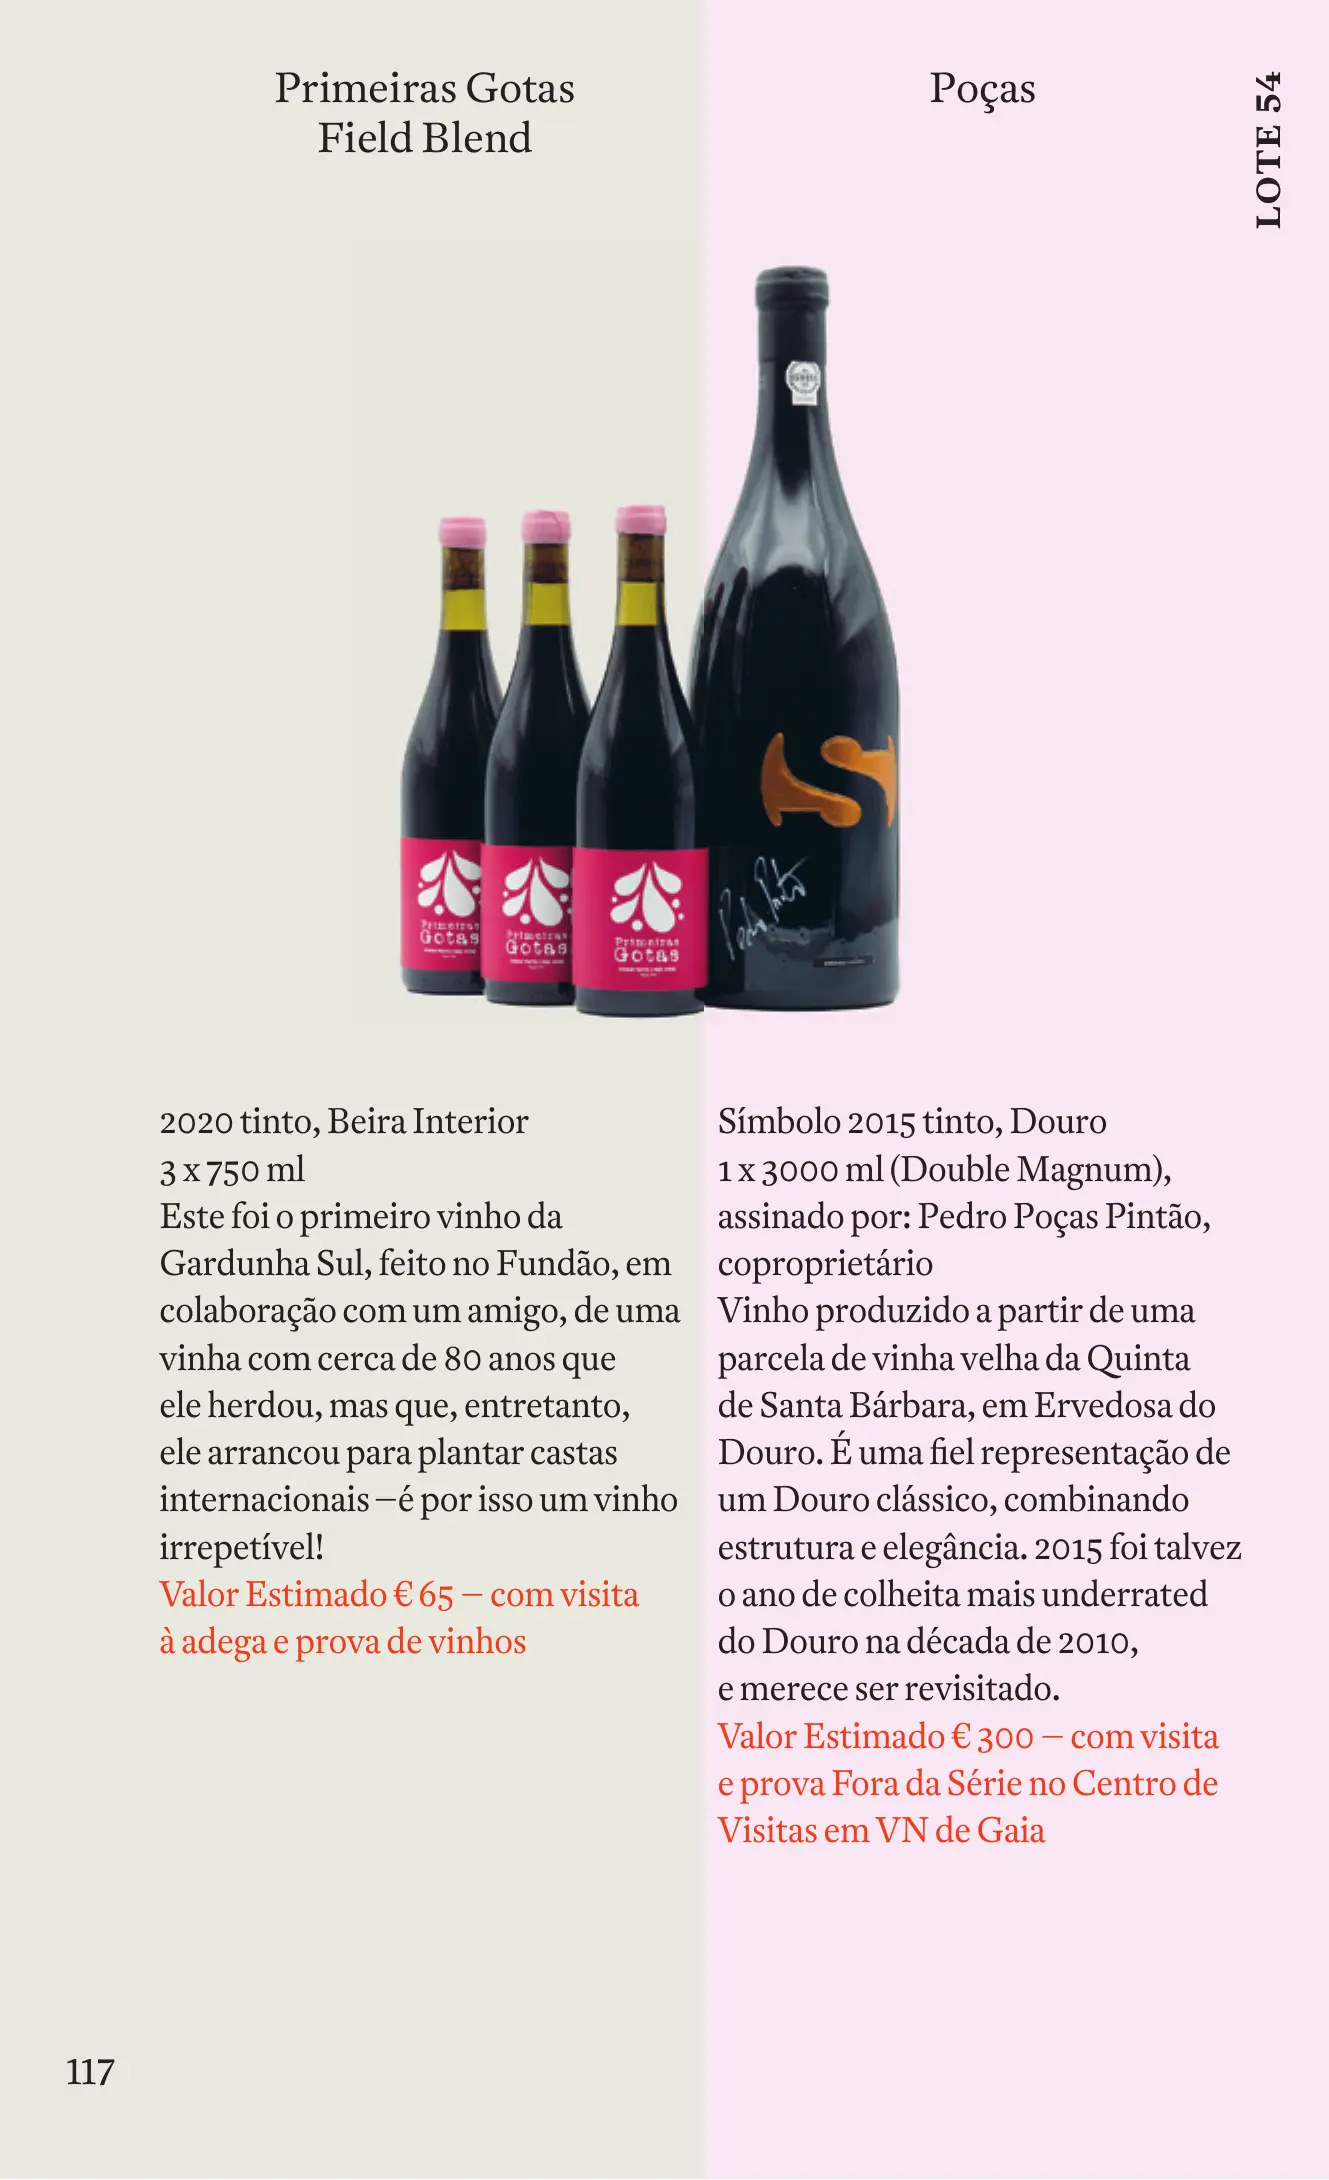 Primeiras Gotas
Field Blend
Poças
LOTE 54
Primeiras
Gotas
Primeiras
Gotas
Primeiras
Gotas
2020 tinto, Beira Interior
3 x 750 ml
Este foi o primeiro vinho da
Gardunha Sul, feito no Fundão, em
colaboração com um amigo, de uma
vinha com cerca de 80 anos que
ele herdou, mas que, entretanto,
ele arrancou para plantar castas
internacionais –é por isso um vinho
irrepetível!
Valor Estimado € 65 – com visita
à adega e prova de vinhos
Símbolo 2015 tinto, Douro
1 x 3000 ml (Double Magnum),
assinado por: Pedro Poças Pintão,
coproprietário
Vinho produzido a partir de uma
parcela de vinha velha da Quinta
de Santa Bárbara, em Ervedosa do
Douro. É uma fiel representação de
um Douro clássico, combinando
estrutura e elegância. 2015 foi talvez
o ano de colheita mais underrated
do Douro na década de 2010,
e merece ser revisitado.
Valor Estimado € 300 – com visita
e prova Fora da Série no Centro de
Visitas em VN de Gaia
117